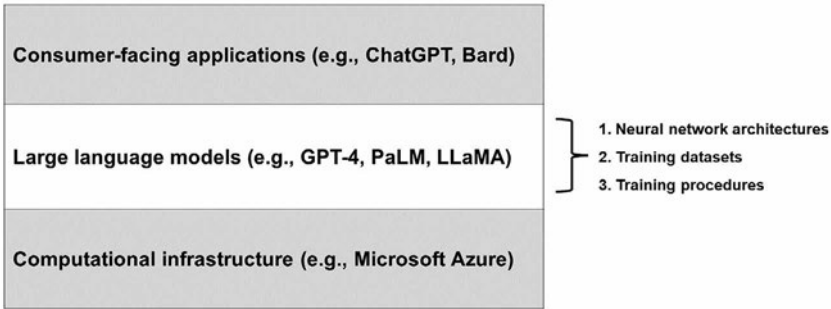 Consumer-facing applications (e.g., ChatGPT, Bard)
Large language models (e.g., GPT-4, PaLM, LLaMA)
1. Neural network architectures
2. Training datasets
3. Training procedures
Computational infrastructure (e.g., Microsoft Azure)